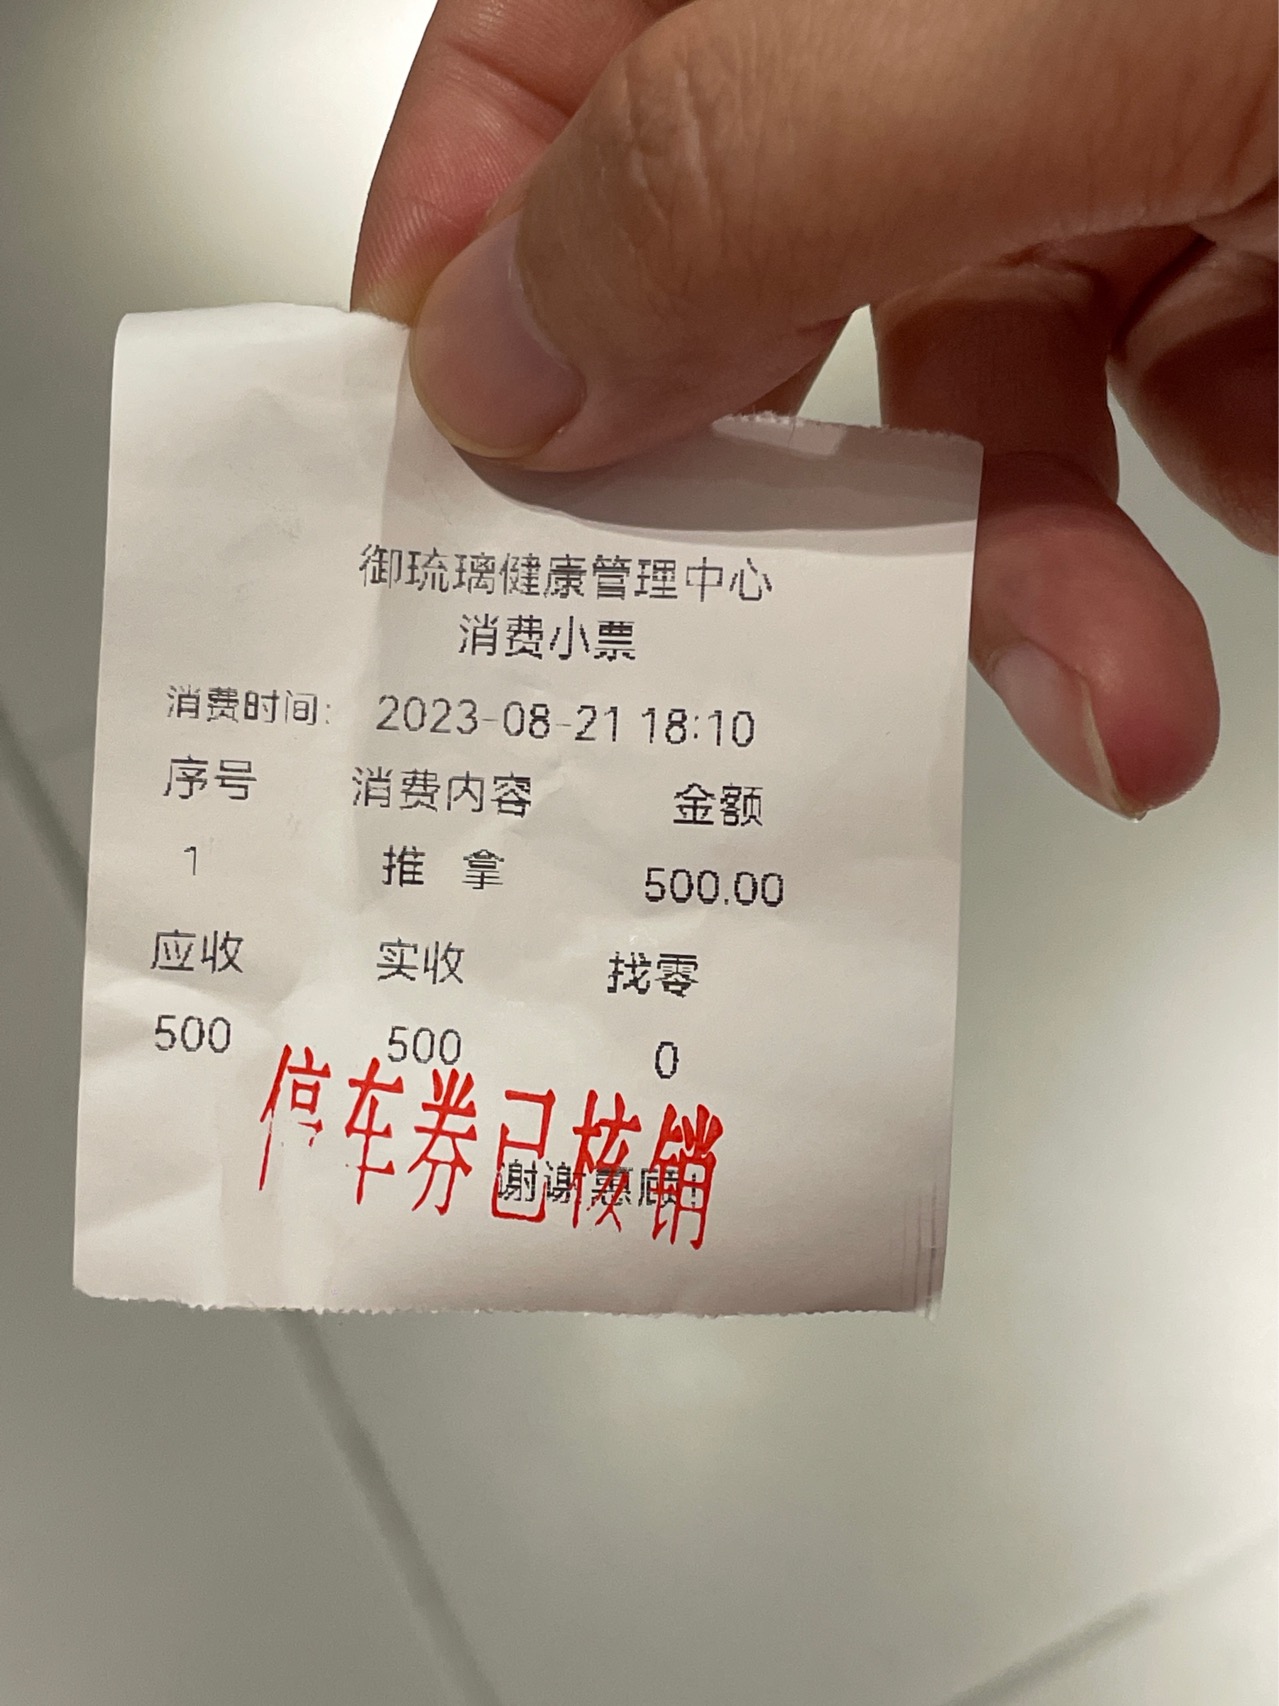 御琉璃健康管理中心
消费小票
消费时间: 2023-08-21 18:10
序号 消费内容 金额
1 推 拿 500.00
应收 实收 找零
500 500 0
停车券已核销
谢谢惠顾!